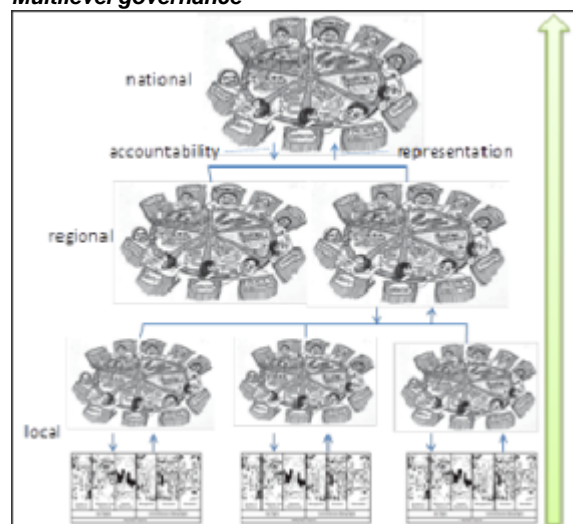 Multilevel governance
national
accountability
representation
regional
local